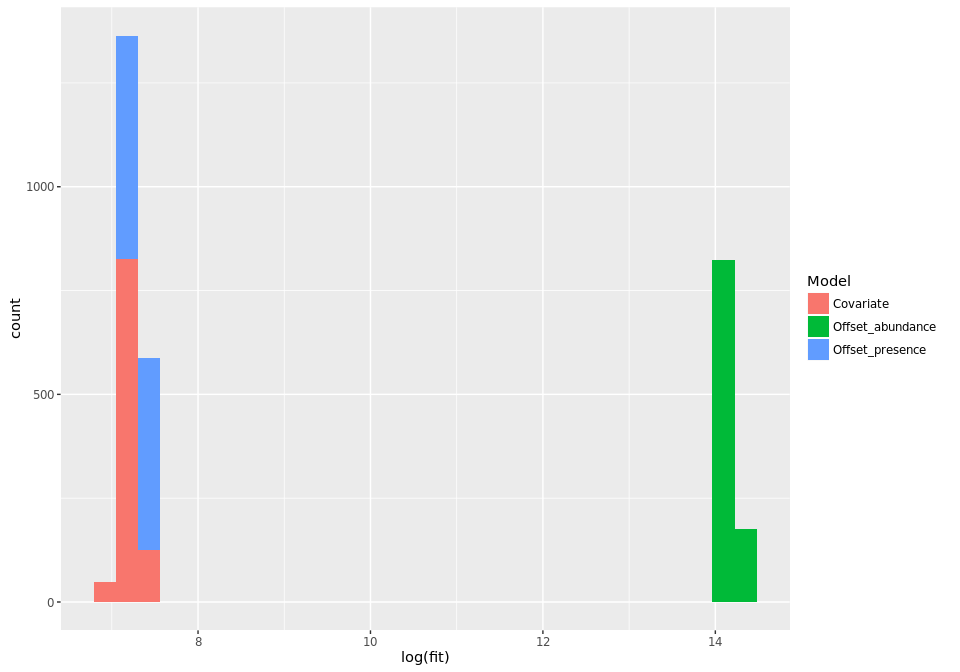 count
1000
500
0
8
10
12
14
log(fit)
Model
Covariate
Offset_abundance
Offset_presence